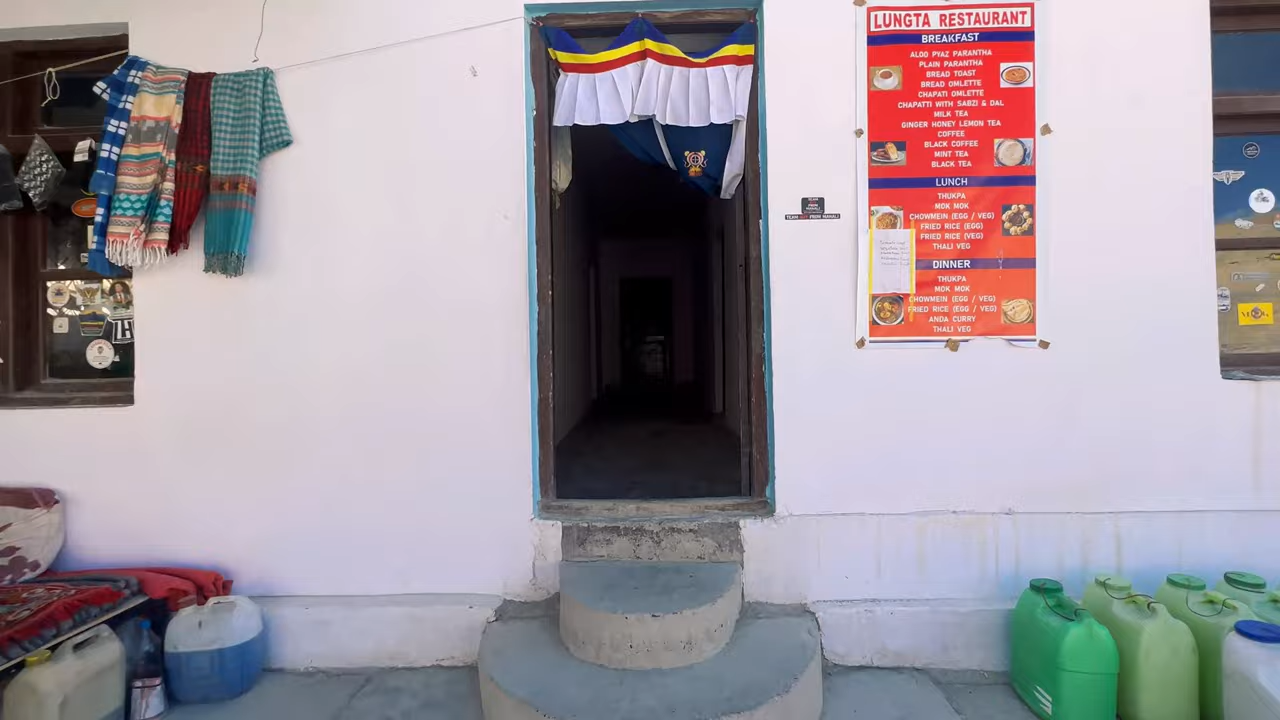 LUNGTA RESTAURANT
BREAKFAST
ALOO PYAZ PARANTHA
PLAIN PARANTHA
BREAD TOAST
BREAD OMLETTE
CHAPATI OMLETTE
CHAPATTI WITH SABZI & DAL
MILK TEA
GINGER HONEY LEMON TEA
COFFEE
BLACK COFFEE
MINT TEA
BLACK TEA
LUNCH
THUKPA
MOK MOK
CHOWMEIN (EGG / VEG)
FRIED RICE (EGG)
FRIED RICE (VEG)
THALI VEG
DINNER
THUKPA
MOK MOK
CHOWMEIN (EGG / VEG)
FRIED RICE (EGG / VEG)
ANDA CURRY
THALI VEG